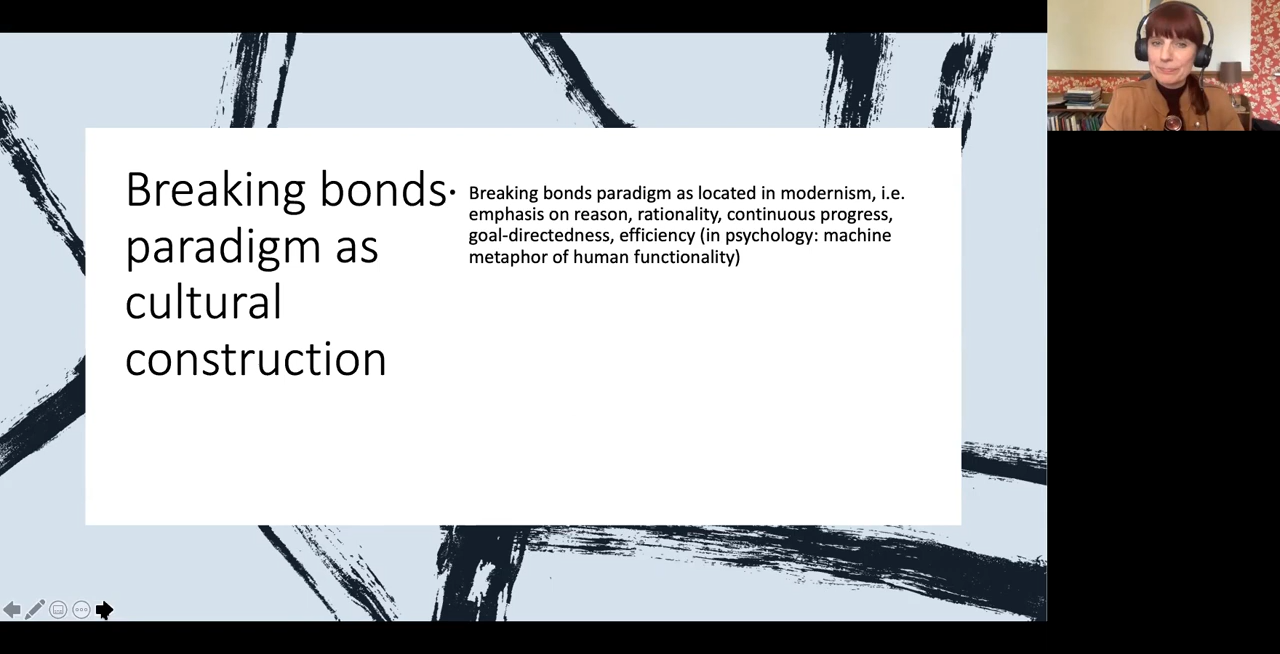 Breaking bonds
paradigm as
cultural
construction
• Breaking bonds paradigm as located in modernism, i.e.
emphasis on reason, rationality, continuous progress,
goal-directedness, efficiency (in psychology: machine
metaphor of human functionality)